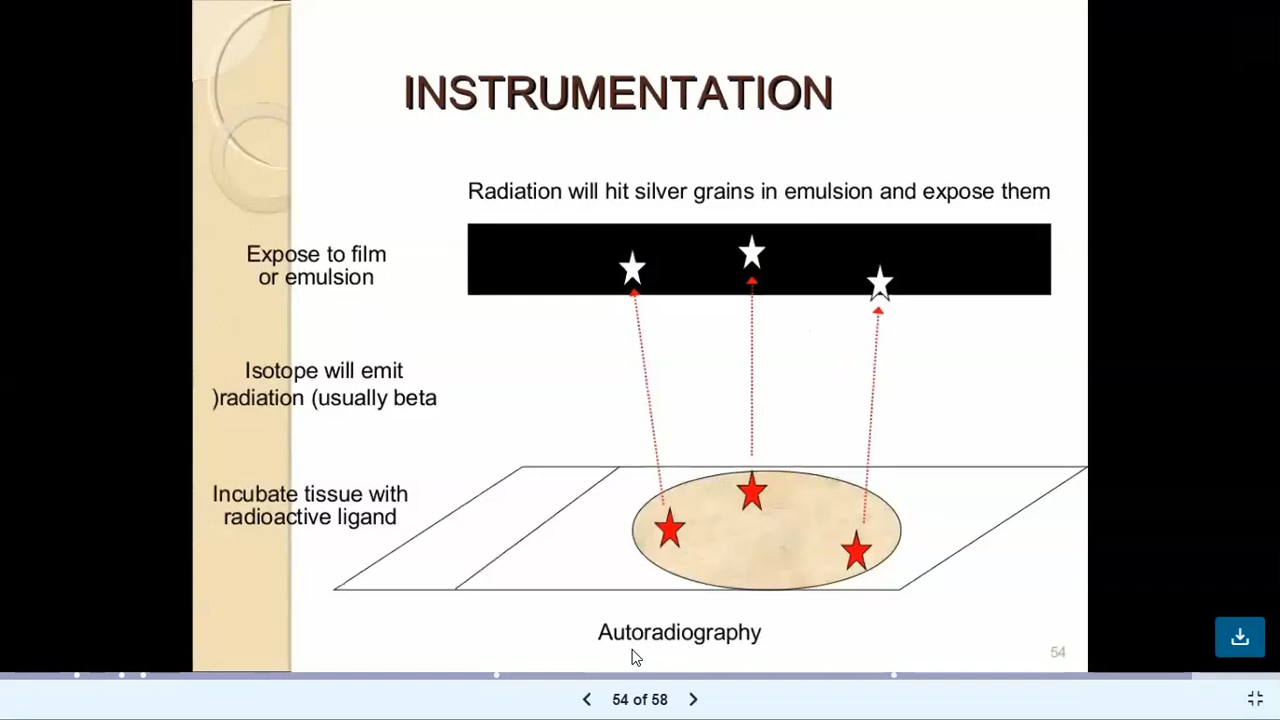 INSTRUMENTATION
Radiation will hit silver grains in emulsion and expose them
Expose to film
or emulsion
Isotope will emit
)radiation (usually beta
Incubate tissue with
radioactive ligand
Autoradiography
54
54 of 58